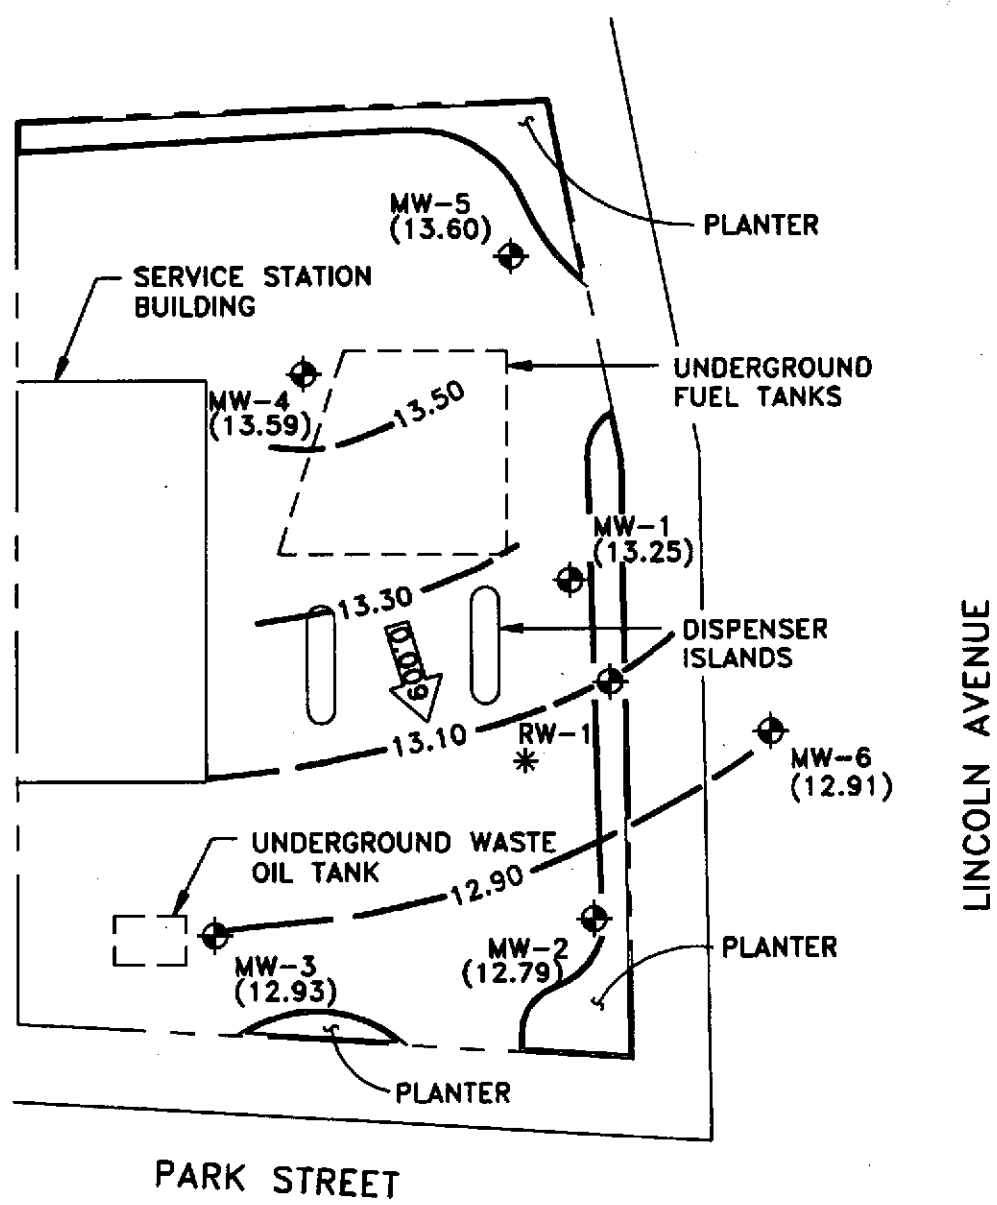 MW-5
(13.60)
PLANTER
SERVICE STATION
BUILDING
UNDERGROUND
FUEL TANKS
MW-4
(13.59)
13.50
MW-1
(13.25)
13.30
0.009
DISPENSER
ISLANDS
13.10
RW-1
MW-6
(12.91)
LINCOLN AVENUE
UNDERGROUND WASTE
OIL TANK
12.90
MW-2
(12.79)
PLANTER
MW-3
(12.93)
PLANTER
PARK STREET